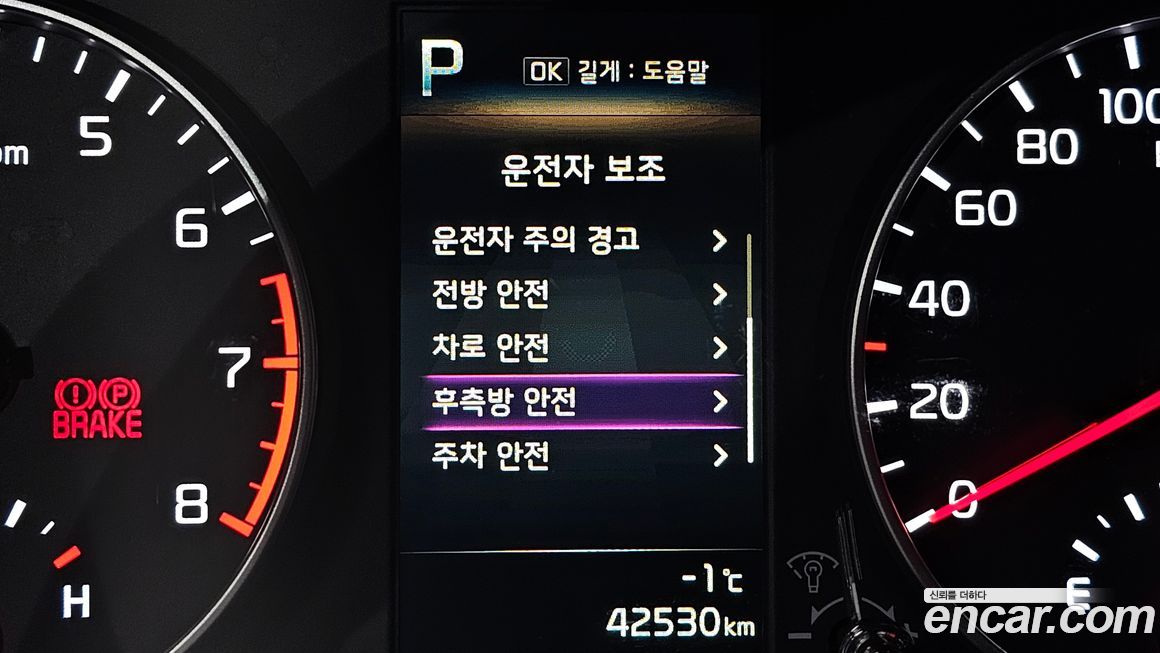 P
OK 길게 : 도움말
운전자 보조
운전자 주의 경고
전방 안전
차로 안전
후측방 안전
주차 안전
-1℃
42530km
5
6
7
8
H
BRAKE
P
100
80
60
40
20
0
E
신뢰를 더하다
encar.com